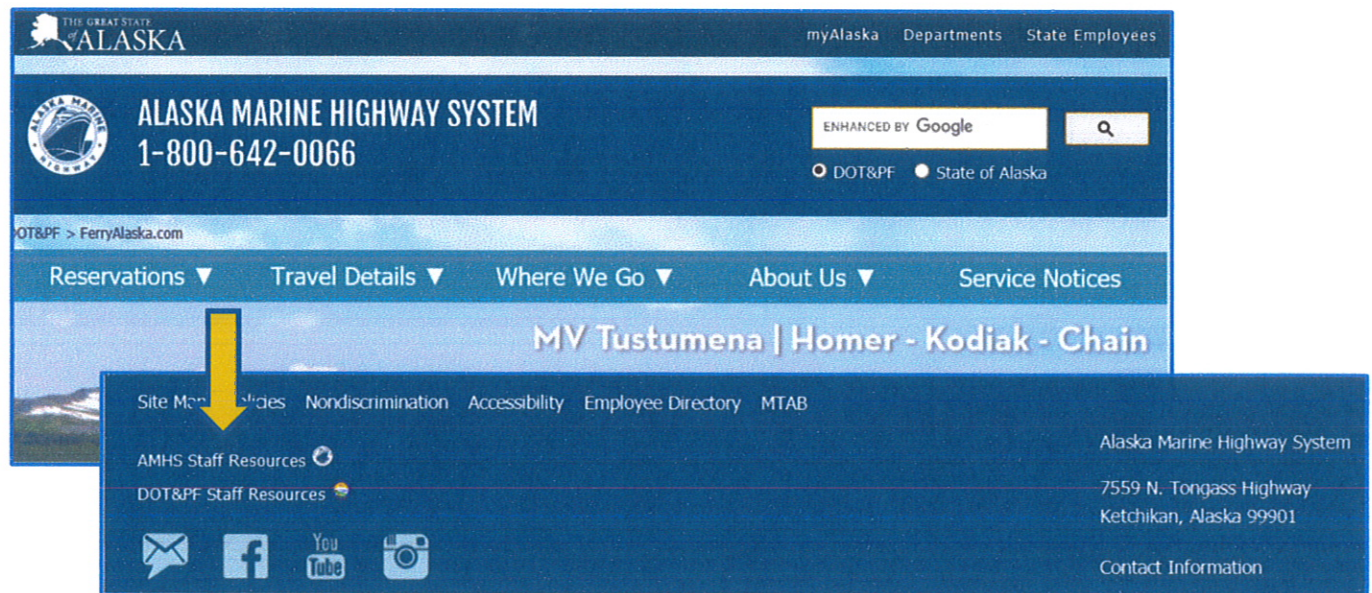 THE GREAT STATE
of ALASKA
myAlaska Departments State Employees
ALASKA MARINE HIGHWAY
ALASKA MARINE HIGHWAY SYSTEM
1-800-642-0066
ENHANCED BY Google
DOT&PF State of Alaska
OT&PF > FerryAlaska.com
Reservations ▼ Travel Details ▼ Where We Go ▼ About Us ▼ Service Notices
MV Tustumena | Homer - Kodiak - Chain
Site Ma licies Nondiscrimination Accessibility Employee Directory MTAB
AMHS Staff Resources
DOT&PF Staff Resources
You
Tube
Alaska Marine Highway System
7559 N. Tongass Highway
Ketchikan, Alaska 99901
Contact Information